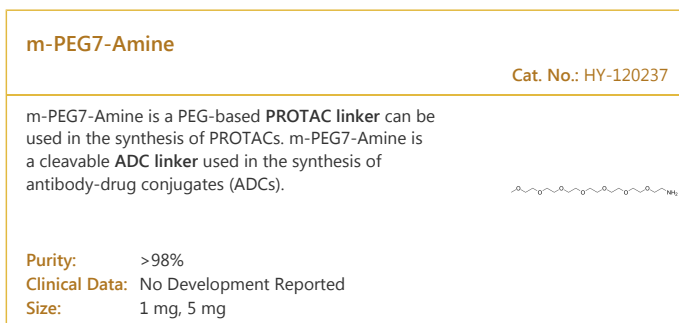 m-PEG7-Amine
Cat. No.: HY-120237
m-PEG7-Amine is a PEG-based PROTAC linker can be
used in the synthesis of PROTACs. m-PEG7-Amine is
a cleavable ADC linker used in the synthesis of
antibody-drug conjugates (ADCs).
O O O O O O O NH₂
Purity: >98%
Clinical Data: No Development Reported
Size: 1 mg, 5 mg